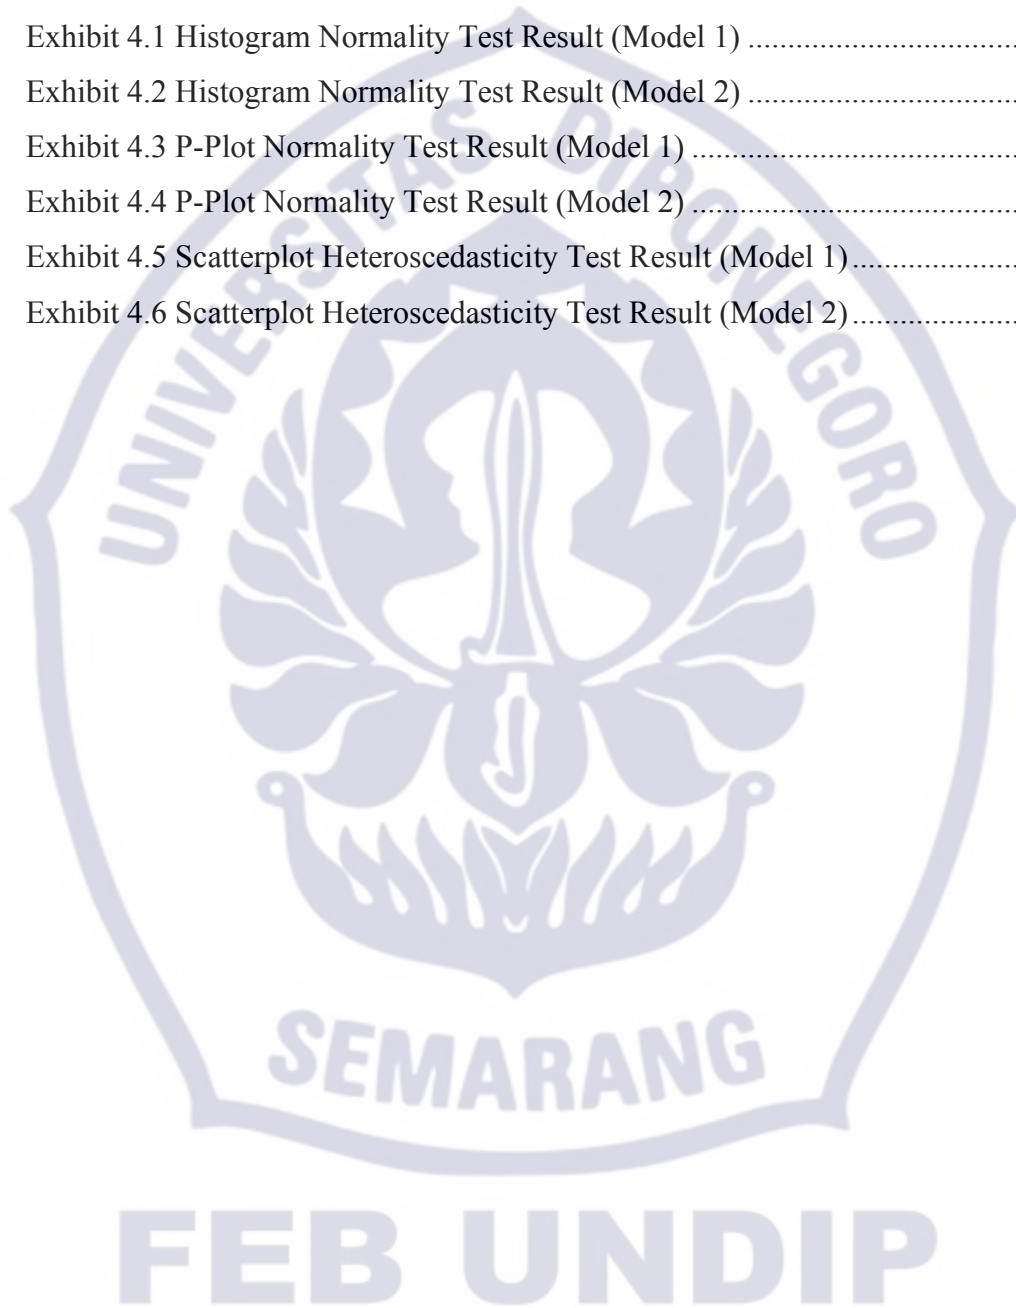 Exhibit 4.1 Histogram Normality Test Result (Model 1) ..................................
Exhibit 4.2 Histogram Normality Test Result (Model 2) ..................................
Exhibit 4.3 P-Plot Normality Test Result (Model 1) .........................................
Exhibit 4.4 P-Plot Normality Test Result (Model 2) .........................................
Exhibit 4.5 Scatterplot Heteroscedasticity Test Result (Model 1) .....................
Exhibit 4.6 Scatterplot Heteroscedasticity Test Result (Model 2) .....................
UNIVERSITAS DIPONEGORO
SEMARANG
FEB UNDIP